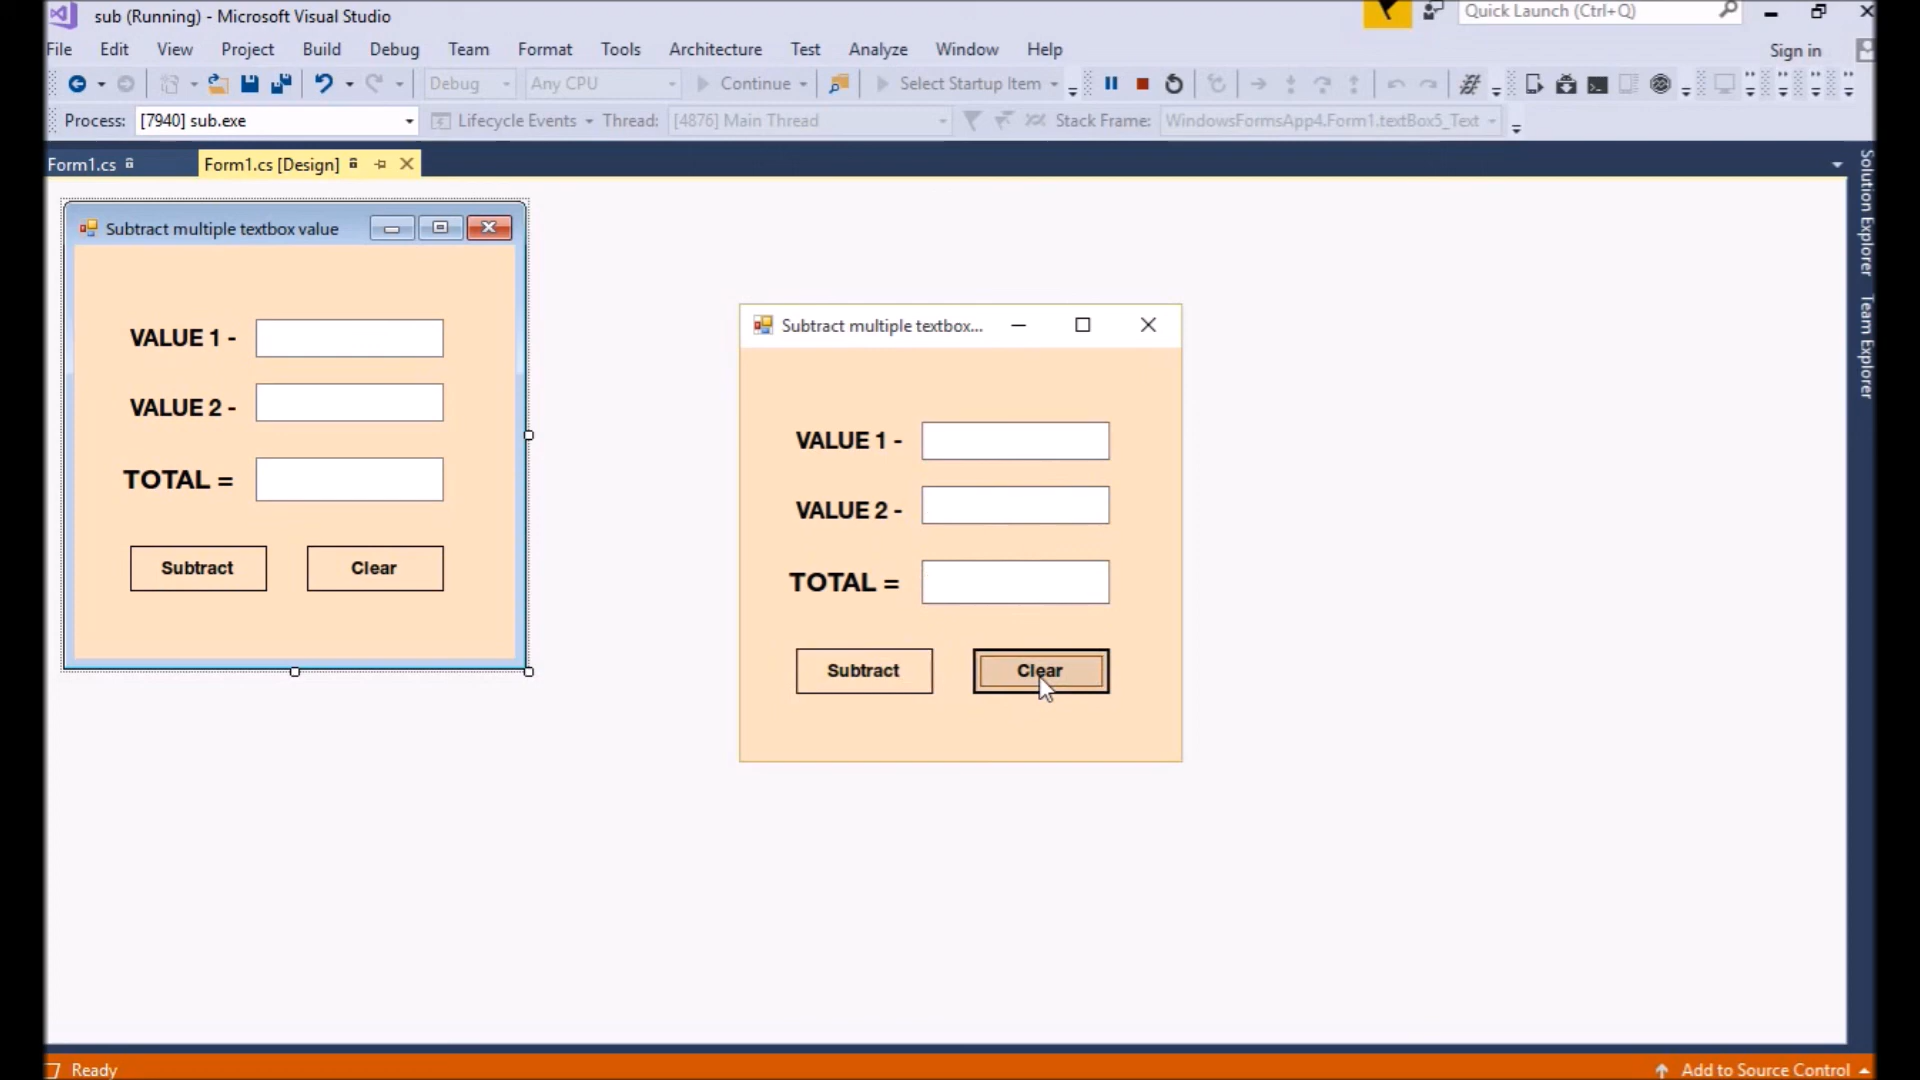 sub (Running) - Microsoft Visual Studio
Quick Launch (Ctrl+Q)
File Edit View Project Build Debug Team Format Tools Architecture Test Analyze Window Help
Sign in
Debug Any CPU Continue Select Startup Item
Process: [7940] sub.exe Lifecycle Events Thread: [4876] Main Thread Stack Frame: WindowsFormsApp4.Form1.textBox5_Text
Form1.cs Form1.cs [Design]
Solution Explorer
Team Explorer
Subtract multiple textbox value
VALUE 1 -
VALUE 2 -
TOTAL =
Subtract Clear
Subtract multiple textbox...
VALUE 1 -
VALUE 2 -
TOTAL =
Subtract Clear
Ready
Add to Source Control